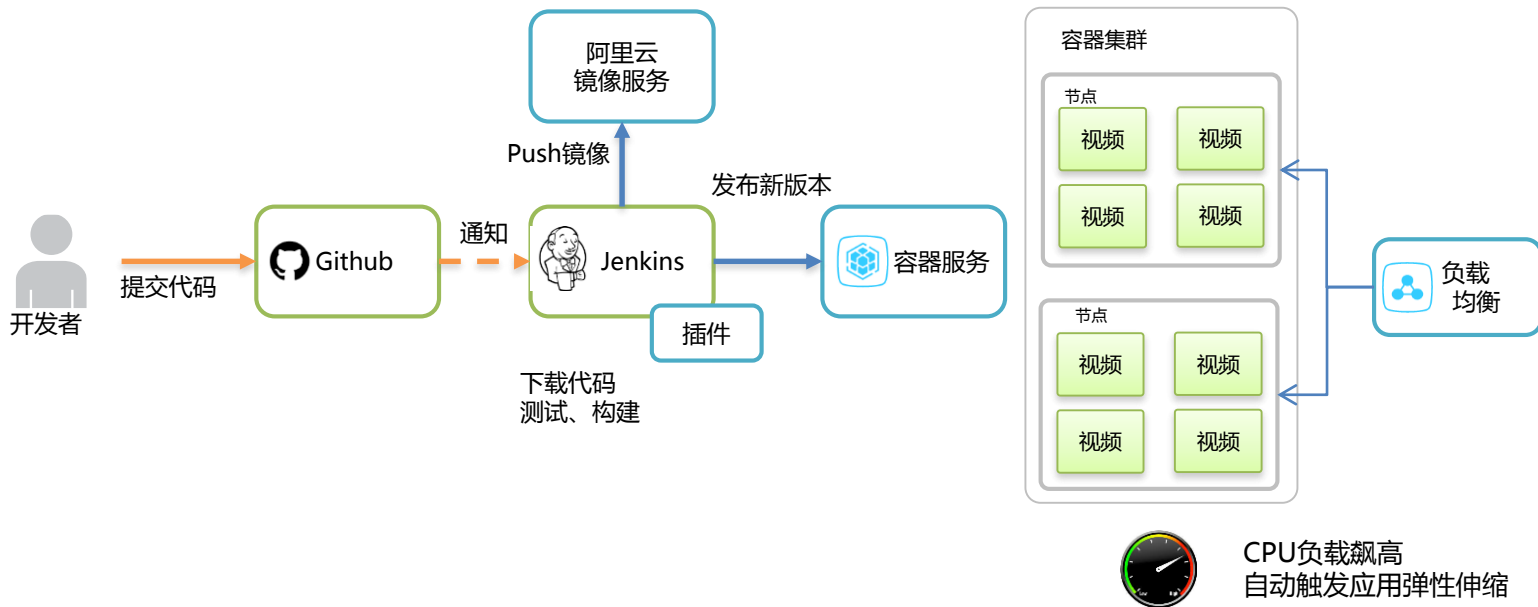 阿里云
镜像服务
Push镜像
发布新版本
开发者
提交代码
Github
通知
Jenkins
插件
下载代码
测试、构建
容器服务
容器集群
节点
视频
视频
视频
视频
节点
视频
视频
视频
视频
负载
均衡
Low
High
CPU负载飙高
自动触发应用弹性伸缩